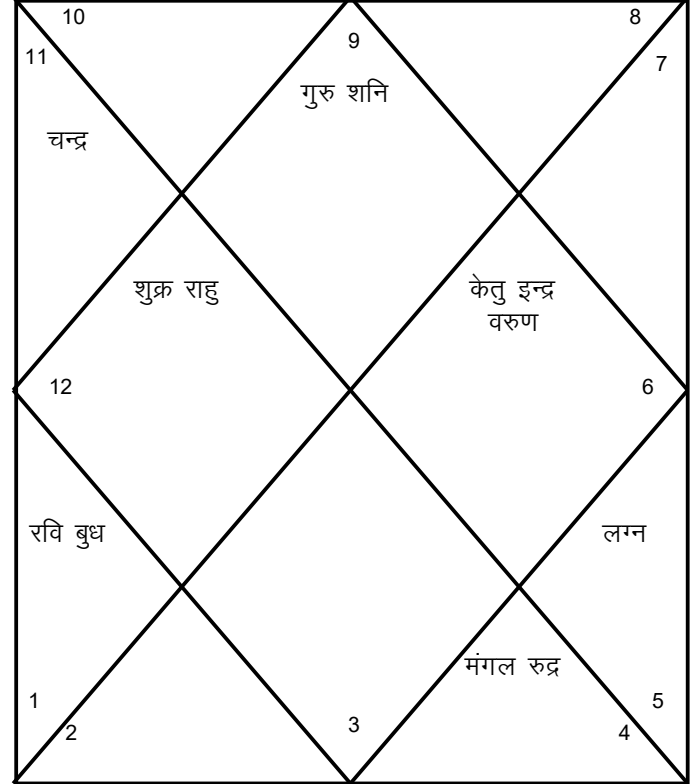 10
8
9
11
7
गुरु शनि
चन्द्र
शुक्र राहु
केतु इन्द्र
वरुण
12
6
रवि बुध
लग्न
मंगल रुद्र
1
5
3
2
4